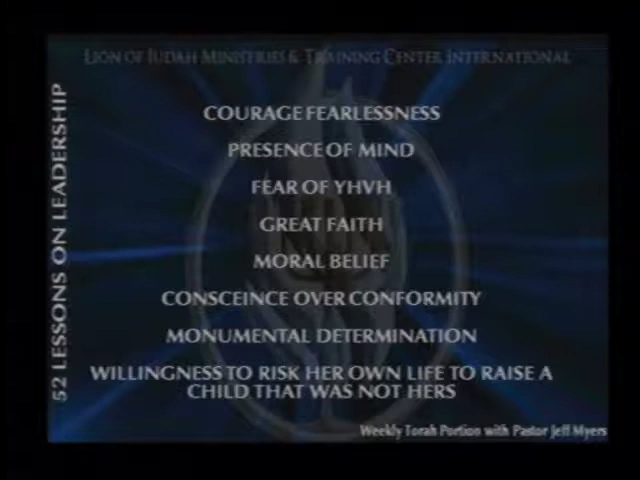 LION OF JUDAH MINISTRIES & TRAINING CENTER INTERNATIONAL
52 LESSONS ON LEADERSHIP
COURAGE FEARLESSNESS
PRESENCE OF MIND
FEAR OF YHVH
GREAT FAITH
MORAL BELIEF
CONSCEINCE OVER CONFORMITY
MONUMENTAL DETERMINATION
WILLINGNESS TO RISK HER OWN LIFE TO RAISE A
CHILD THAT WAS NOT HERS
Weekly Torah Portion with Pastor Jeff Myers